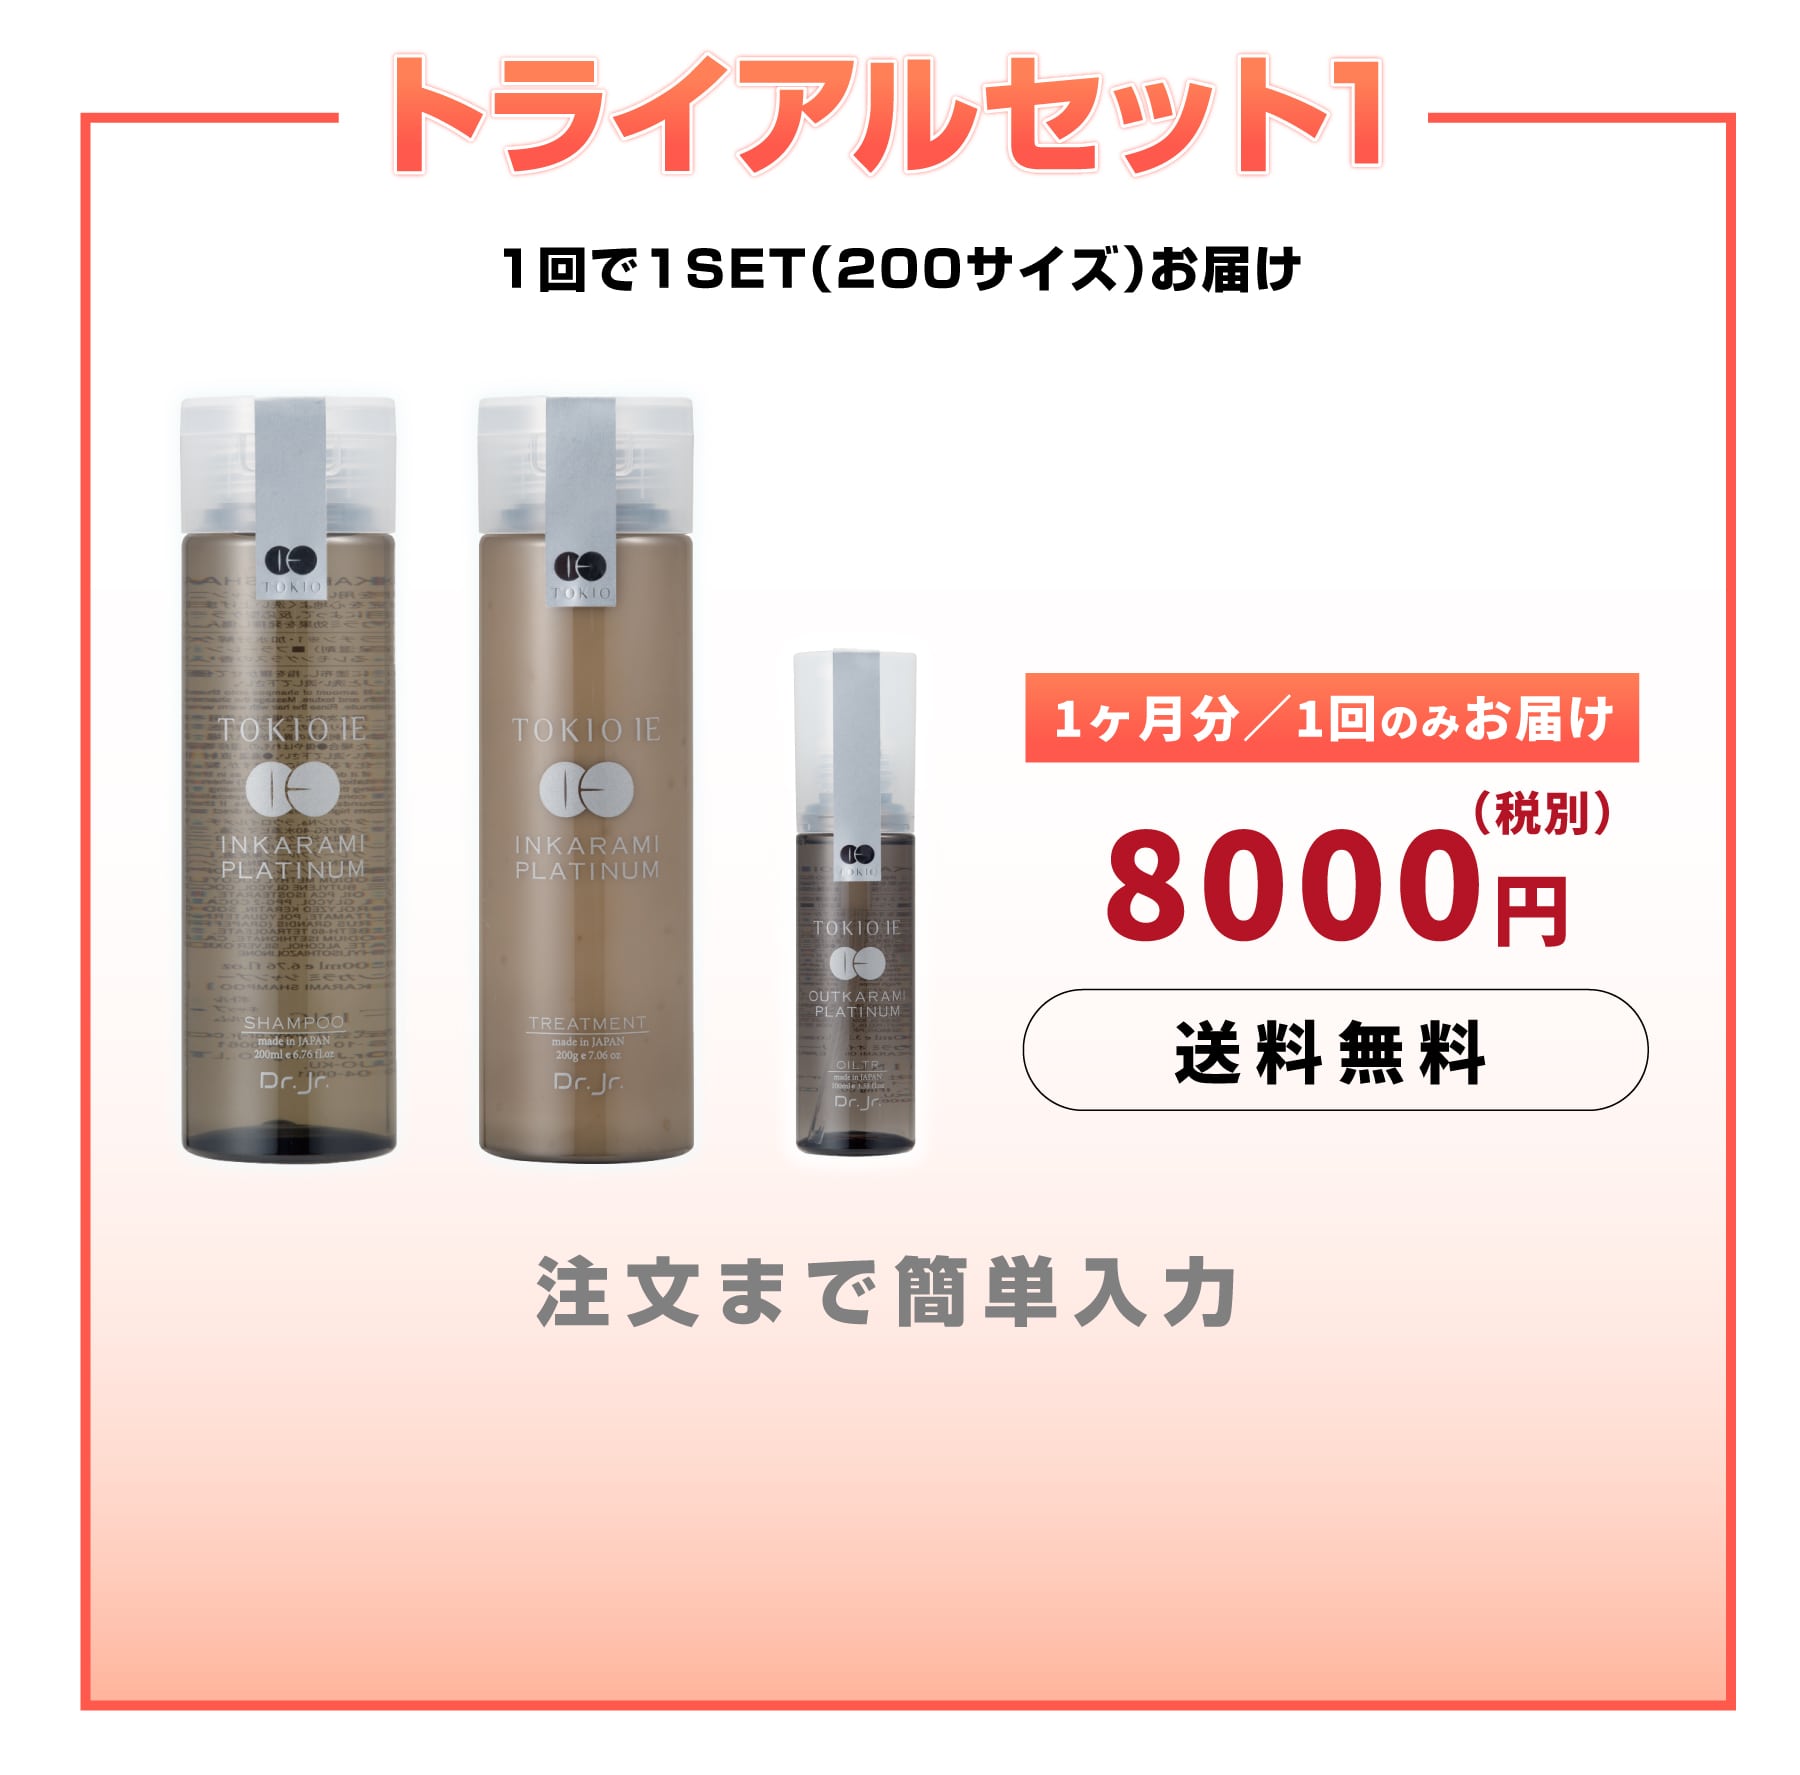 トライアルセット1
1回で1SET(200サイズ)お届け
TOKIO
TOKIO IE
INKARAMI
PLATINUM
SHAMPOO
made in JAPAN
200ml e 6.76 fl.oz
Dr.Jr.
TOKIO
TOKIO IE
INKARAMI
PLATINUM
TREATMENT
made in JAPAN
200g e 7.06 oz
Dr.Jr.
TOKIO
TOKIO IE
OUTKARAMI
PLATINUM
OIL TR.
made in JAPAN
100ml e 3.38 fl.oz
Dr.Jr.
1ヶ月分／1回のみお届け
(税別)
8000円
送料無料
注文まで簡単入力